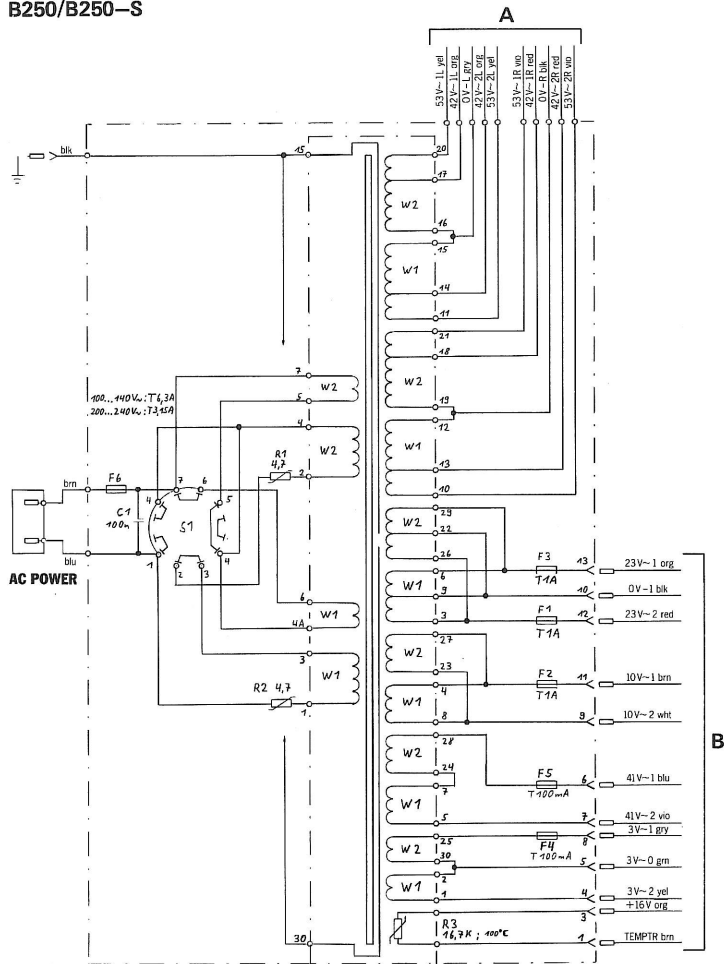 B250/B250–S
A
53V~1L yel
42V~1L org
0V–L gry
42V~2L org
53V~2L yel
53V~1R vio
42V~1R red
0V–R blk
42V~2R red
53V~2R vio
blk
15
20
17
W2
16
15
W1
14
11
21
18
W2
19
12
W1
13
10
7
W2
5
100...140V~: T6,3A
200...240V~: T3,15A
4
W2
R1
4,7
2
brn
F6
C1
100n
S1
7
6
4
5
1
2
3
4
blu
AC POWER
6
W1
4A
3
W1
R2 4,7
1
29
W2
22
26
6
W1
9
3
F3
T1A
13
23V~1 org
10
0V–1 blk
F1
T1A
12
23V~2 red
27
W2
23
4
W1
8
F2
T1A
11
10V~1 brn
9
10V~2 wht
B
28
W2
24
7
W1
5
F5
T100mA
6
41V~1 blu
7
41V~2 vio
25
W2
30
2
W1
1
F4
T100mA
8
3V~1 gry
5
3V~0 grn
4
3V~2 yel
3
+16V org
R3
16,7K ; 100°C
1
TEMPTR brn
30